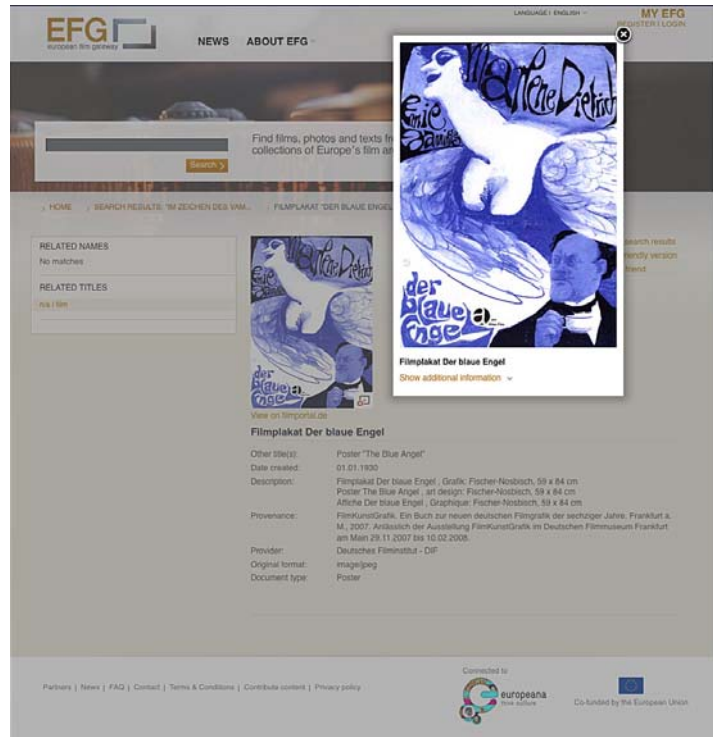 LANGUAGE | ENGLISH
MY EFG
REGISTER | LOGIN
EFG
european film gateway
NEWS
ABOUT EFG
Marlene Dietrich
Emil Jannings
der blaue Engel
a
Find films, photos and texts
collections of Europe's film
Search
HOME
SEARCH RESULTS: "IM ZEICHEN DES VAM...
FILMPLAKAT "DER BLAUE ENGEL
search results
friend
RELATED NAMES
No matches
RELATED TITLES
n/a / film
Marlene Dietrich
der blaue Engel
a
Filmplakat Der blaue Engel
Show additional information
View on filmportal.de
Filmplakat Der blaue Engel
Other title(s): Poster "The Blue Angel"
Date created: 01.01.1930
Description: Filmplakat Der blaue Engel , Grafik: Fischer-Nosbisch, 59 x 84 cm
Poster The Blue Angel , art design: Fischer-Nosbisch, 59 x 84 cm
Affiche Der blaue Engel , Graphique: Fischer-Nosbisch, 59 x 84 cm
Provenance: FilmKunstGrafik. Ein Buch zur neuen deutschen Filmgrafik der sechziger Jahre. Frankfurt a.
M., 2007. Anlässlich der Ausstellung FilmKunstGrafik im Deutschen Filmmuseum Frankfurt
am Main 29.11.2007 bis 10.02.2008.
Provider: Deutsches Filminstitut - DIF
Original format: image/jpeg
Document type: Poster
Partners | News | FAQ | Contact | Terms & Conditions | Contribute content | Privacy policy
Connected to
europeana
think culture
Co-funded by the European Union